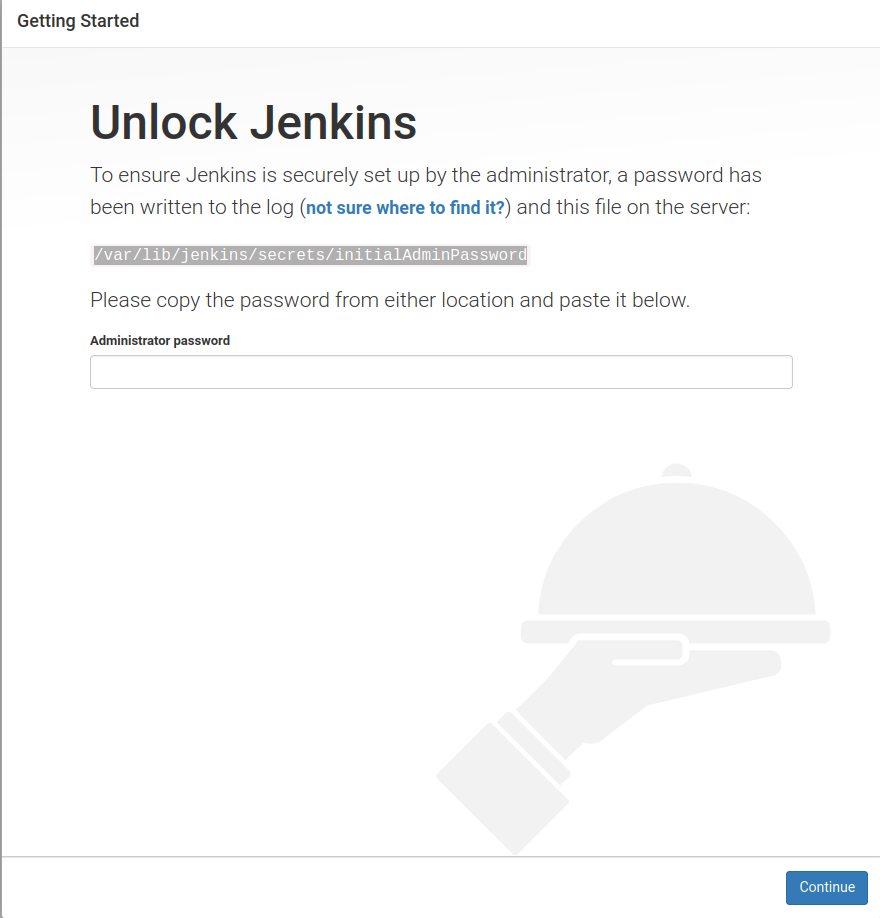 Getting Started
Unlock Jenkins
To ensure Jenkins is securely set up by the administrator, a password has
been written to the log (not sure where to find it?) and this file on the server:
/var/lib/jenkins/secrets/initialAdminPassword
Please copy the password from either location and paste it below.
Administrator password
Continue